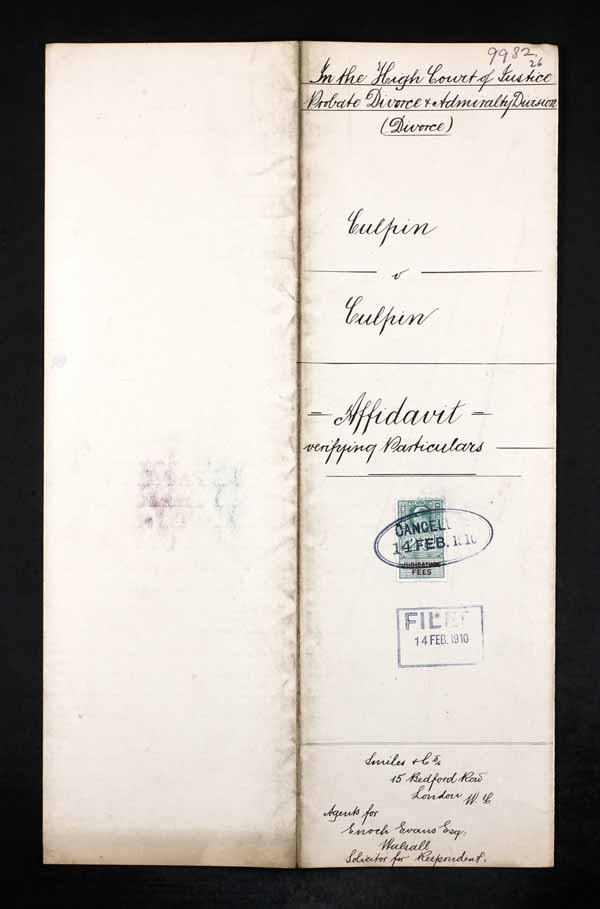 9982.
26
In the High Court of Justice
Probate Divorce & Admiralty Division
(Divorce)
Culpin
v
Culpin
Affidavit
verifying Particulars
CANCELL
14 FEB. 1910
JUDICATURE
FEES
FILED
14 FEB. 1910
Smiles & Co
15 Bedford Row
London W. C
Agents for
Enoch Evans Esq,
Walsall
Solicitor for Respondent.